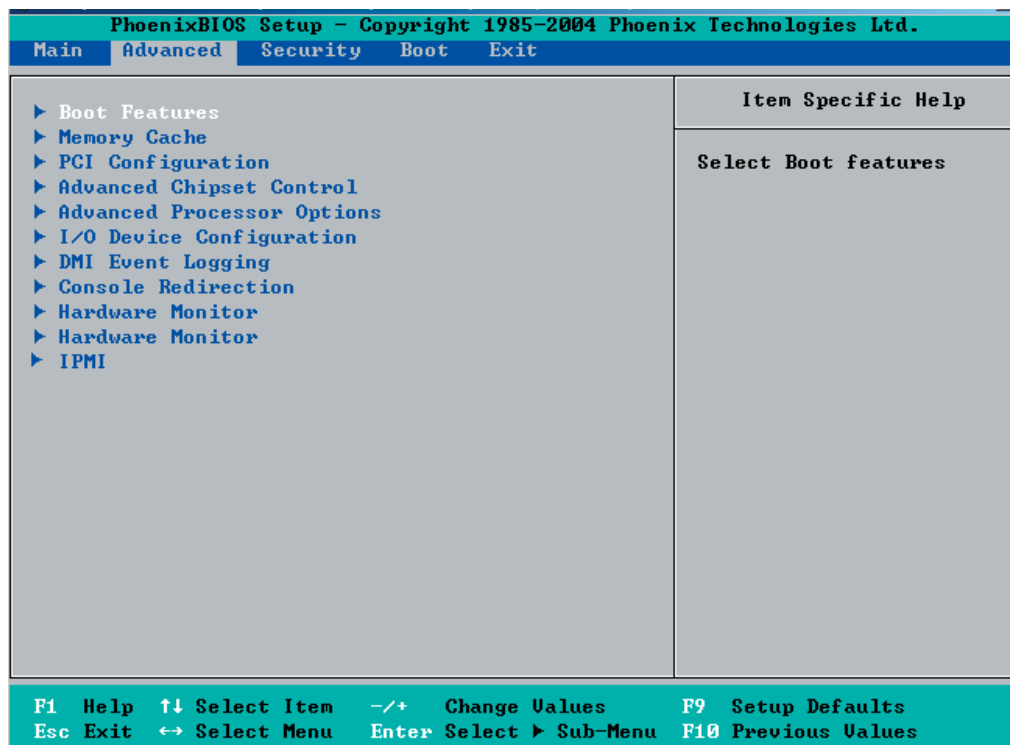 PhoenixBIOS Setup - Copyright 1985-2004 Phoenix Technologies Ltd.
Main Advanced Security Boot Exit
Item Specific Help
▶ Boot Features
▶ Memory Cache
▶ PCI Configuration
Select Boot features
▶ Advanced Chipset Control
▶ Advanced Processor Options
▶ I/O Device Configuration
▶ DMI Event Logging
▶ Console Redirection
▶ Hardware Monitor
▶ Hardware Monitor
▶ IPMI
F1 Help ↑↓ Select Item -/+ Change Values F9 Setup Defaults
Esc Exit ↔ Select Menu Enter Select ▶ Sub-Menu F10 Previous Values